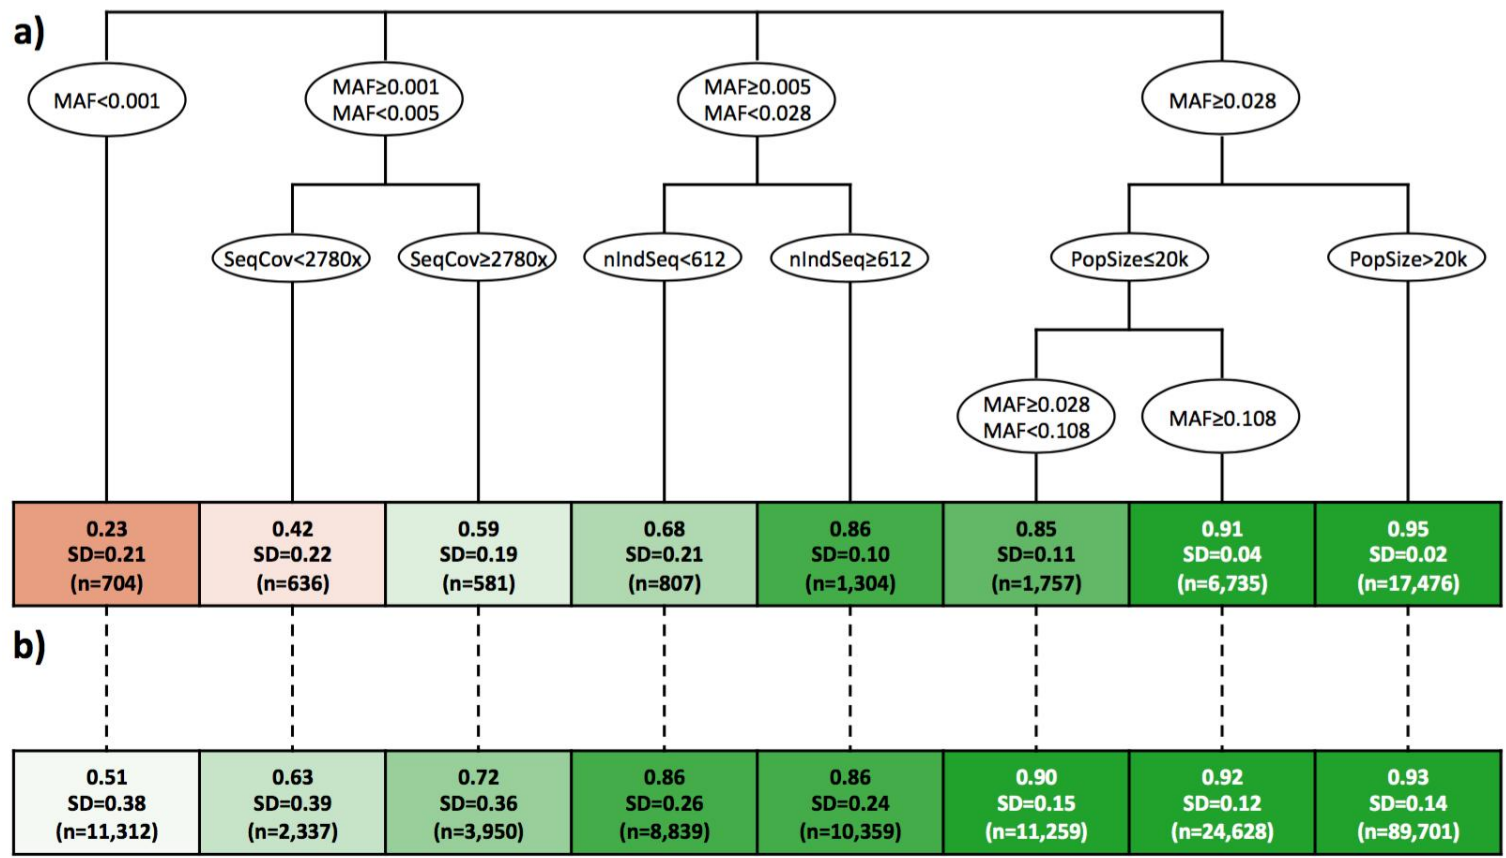 a)
MAF<0.001
MAF≥0.001
MAF<0.005
MAF≥0.005
MAF<0.028
MAF≥0.028
SeqCov<2780x
SeqCov≥2780x
nIndSeq<612
nIndSeq≥612
PopSize≤20k
PopSize>20k
MAF≥0.028
MAF<0.108
MAF≥0.108
0.23
SD=0.21
(n=704)
0.42
SD=0.22
(n=636)
0.59
SD=0.19
(n=581)
0.68
SD=0.21
(n=807)
0.86
SD=0.10
(n=1,304)
0.85
SD=0.11
(n=1,757)
0.91
SD=0.04
(n=6,735)
0.95
SD=0.02
(n=17,476)
b)
0.51
SD=0.38
(n=11,312)
0.63
SD=0.39
(n=2,337)
0.72
SD=0.36
(n=3,950)
0.86
SD=0.26
(n=8,839)
0.86
SD=0.24
(n=10,359)
0.90
SD=0.15
(n=11,259)
0.92
SD=0.12
(n=24,628)
0.93
SD=0.14
(n=89,701)